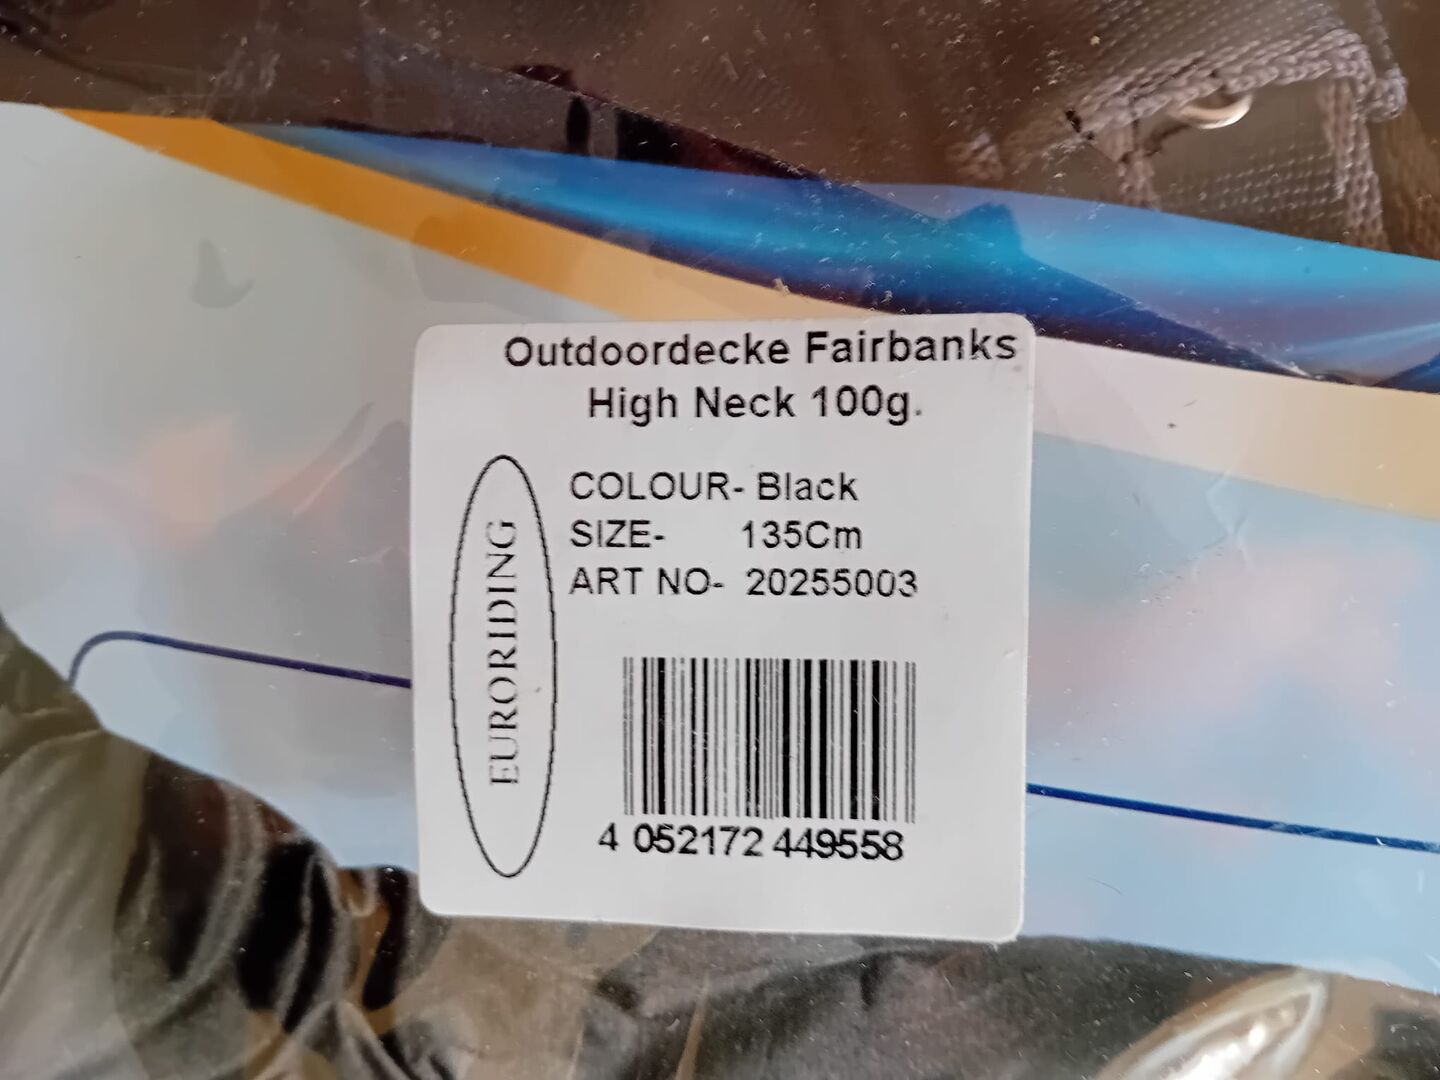 Outdoordecke Fairbanks
High Neck 100g.
COLOUR- Black
SIZE- 135Cm
ART NO- 20255003
EURORIDING
4 052172 449558